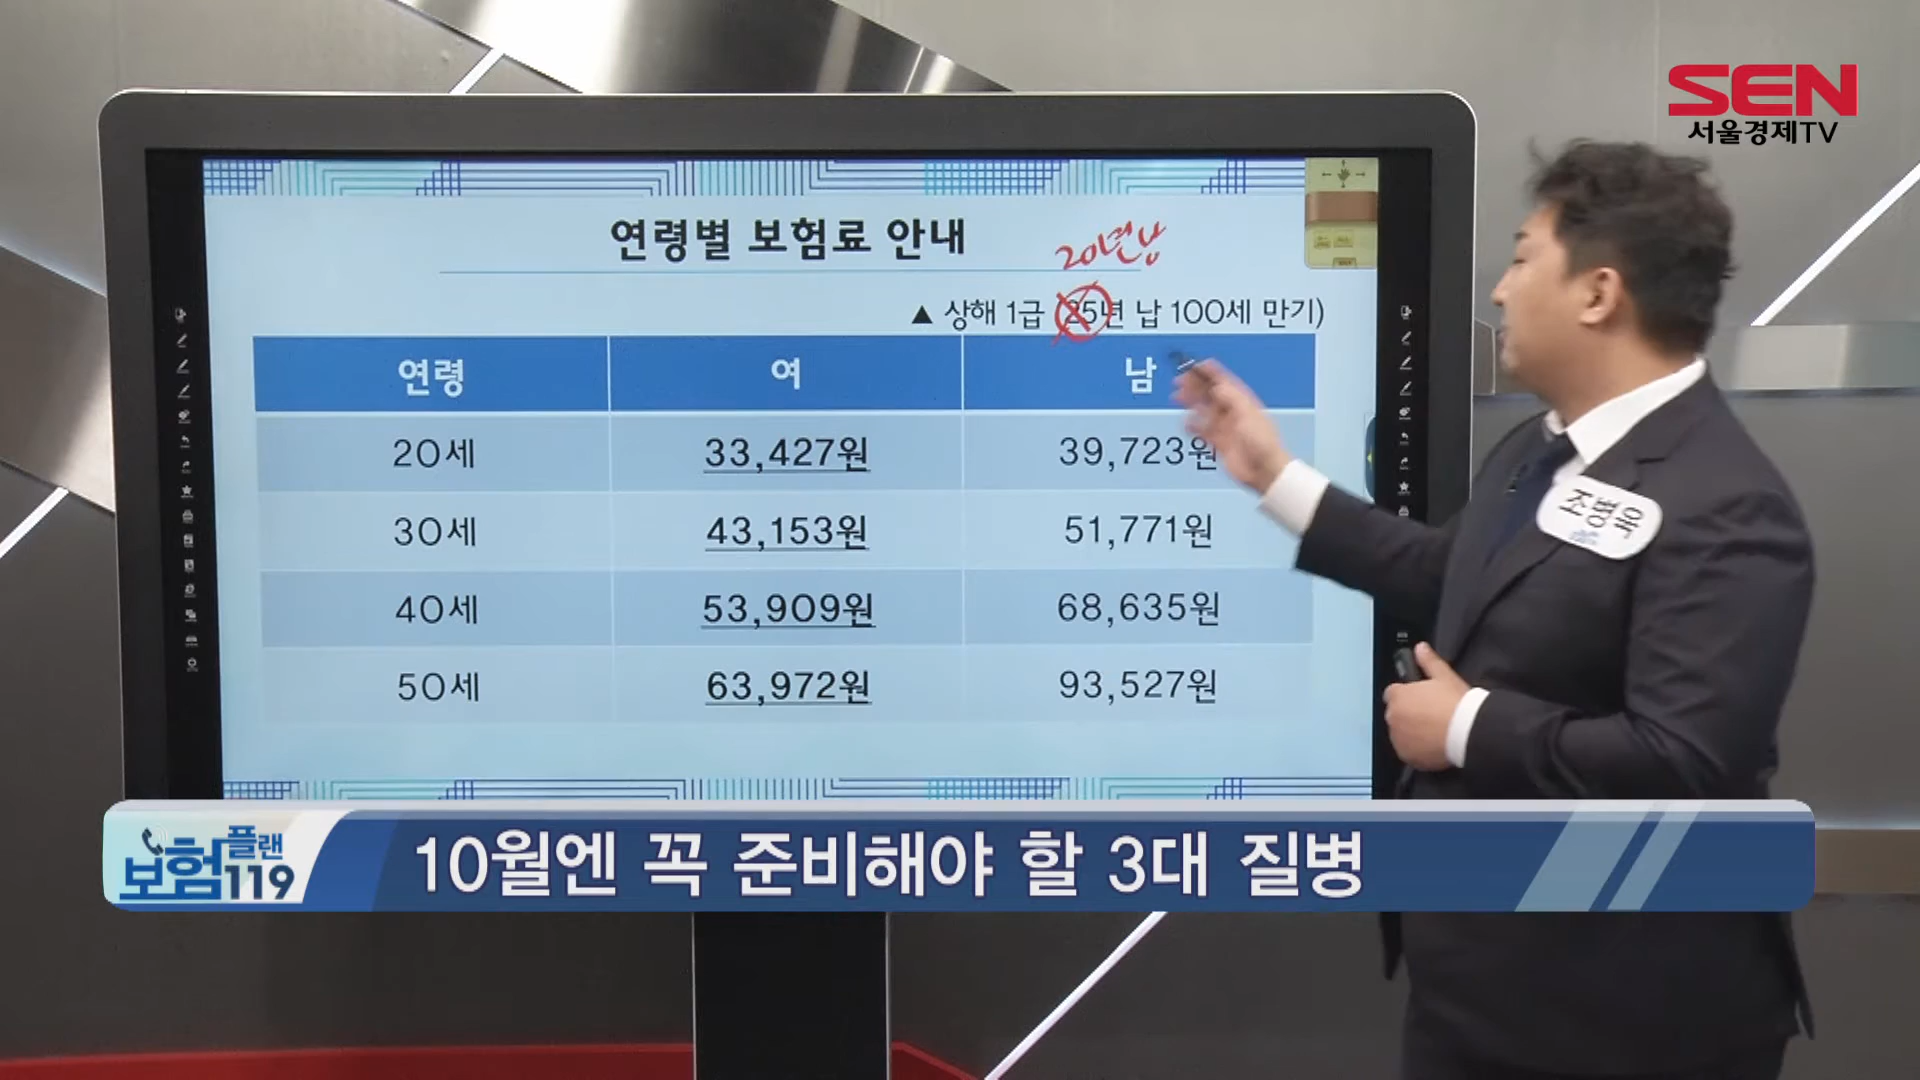 SEN
서울경제TV
연령별 보험료 안내
20년납
▲ 상해 1급 (25년 납 100세 만기)
연령 여 남
20세 33,427원 39,723원
30세 43,153원 51,771원
40세 53,909원 68,635원
50세 63,972원 93,527원
조병욱
보험플랜119
10월엔 꼭 준비해야 할 3대 질병